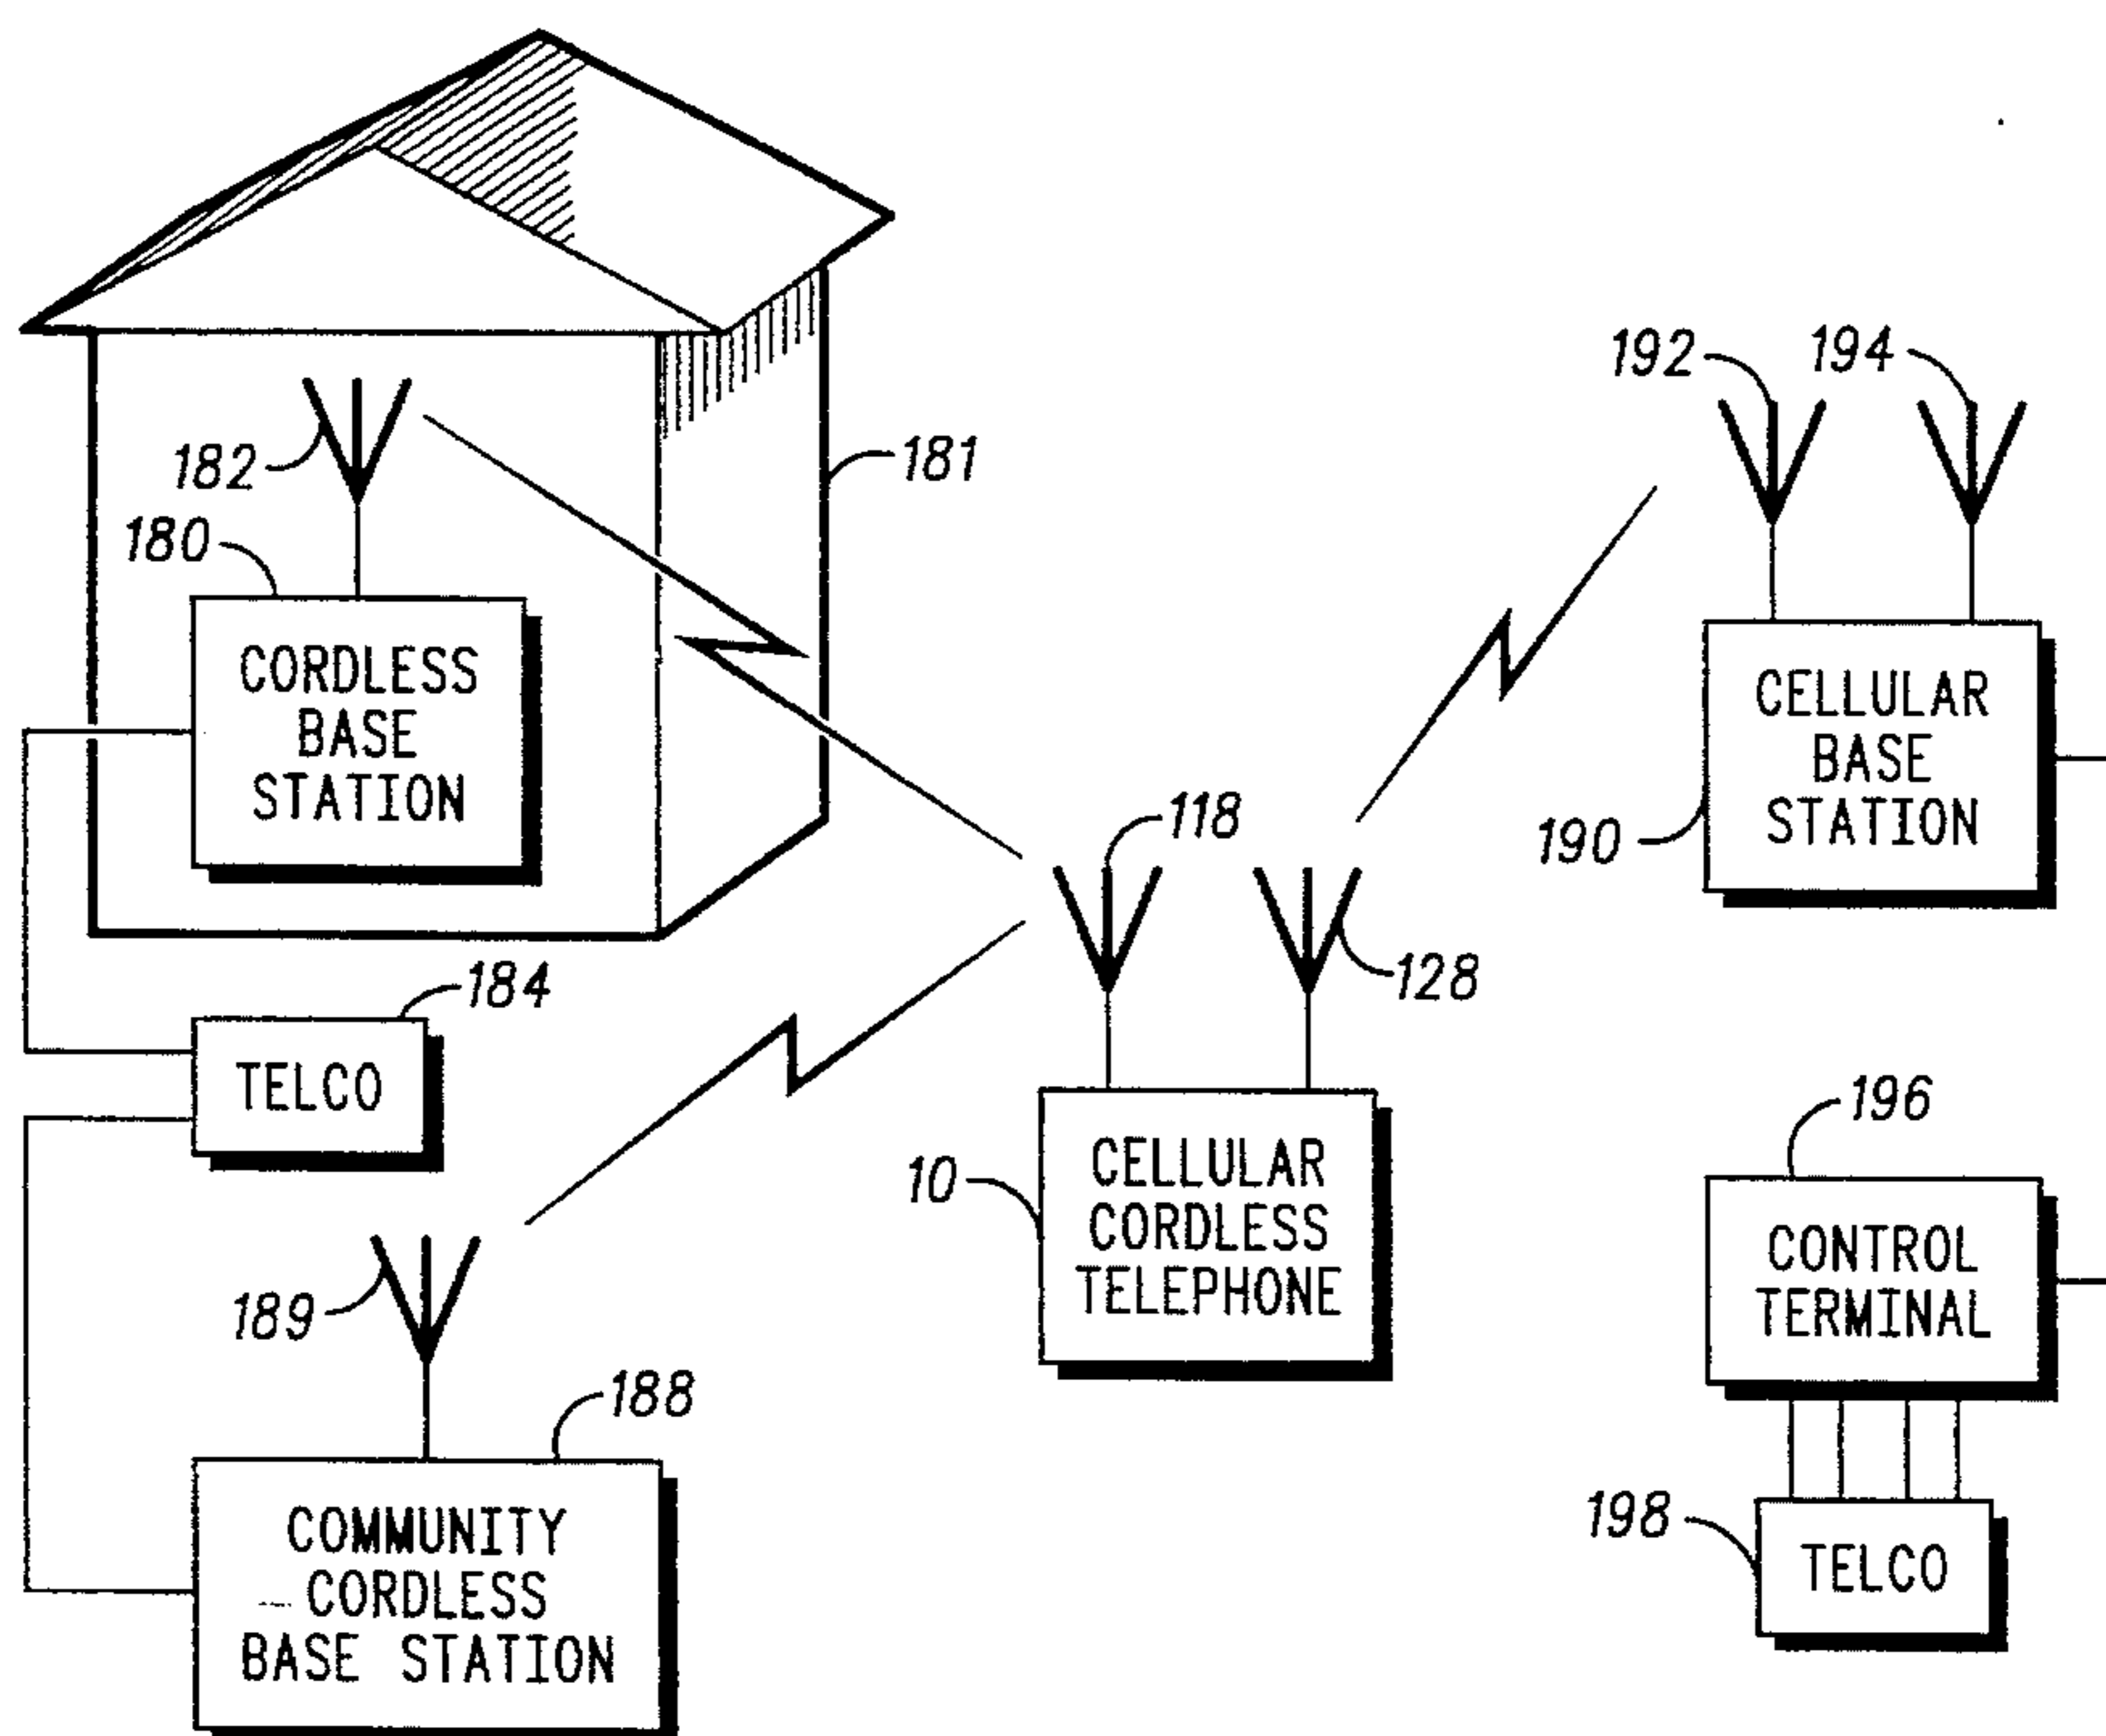 192
194
182
181
180
CORDLESS
BASE
STATION
CELLULAR
BASE
STATION
190
118
128
184
TELCO
196
10
CELLULAR
CORDLESS
TELEPHONE
CONTROL
TERMINAL
189
188
198
TELCO
COMMUNITY
CORDLESS
BASE STATION